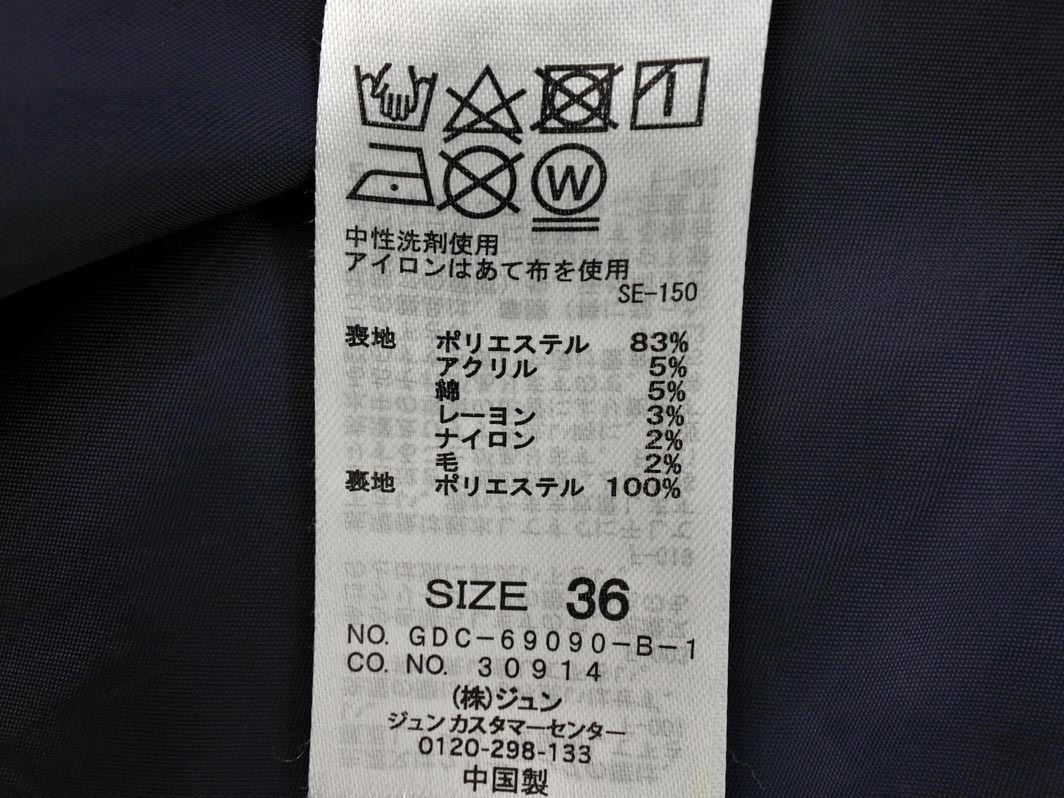 W
中性洗剤使用
アイロンはあて布を使用
SE-150
表地 ポリエステル 83%
アクリル 5%
綿 5%
レーヨン 3%
ナイロン 2%
毛 2%
裏地 ポリエステル 100%
SIZE 36
NO. GDC-69090-B-1
CO. NO. 30914
(株)ジュン
ジュンカスタマーセンター
0120-298-133
中国製